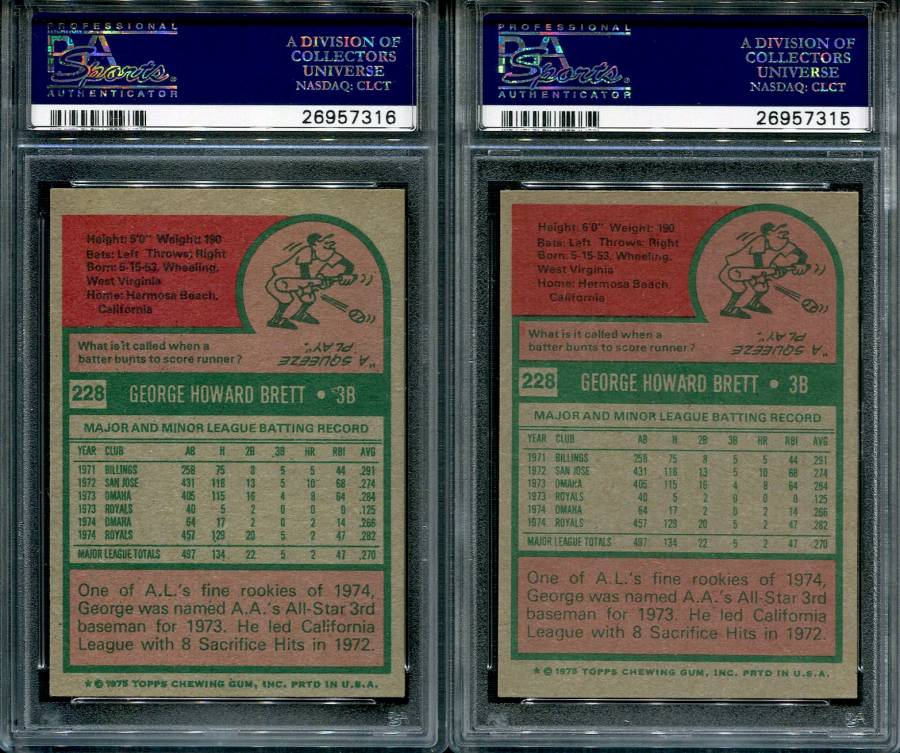 PROFESSIONAL
PSA
Sports
AUTHENTICATOR
A DIVISION OF
COLLECTORS
UNIVERSE
NASDAQ: CLCT
26957316
Height: 6'0" Weight: 190
Bats: Left Throws: Right
Born: 5-15-53, Wheeling,
West Virginia
Home: Hermosa Beach,
California
What is it called when a
batter bunts to score runner?
"A SQUEEZE
PLAY".
228 GEORGE HOWARD BRETT • 3B
MAJOR AND MINOR LEAGUE BATTING RECORD
YEAR CLUB AB H 2B 3B HR RBI AVG
1971 BILLINGS 258 75 8 5 5 44 .291
1972 SAN JOSE 431 118 13 5 10 68 .274
1973 OMAHA 405 115 16 4 8 64 .284
1973 ROYALS 40 5 2 0 0 0 .125
1974 OMAHA 64 17 2 0 2 14 .266
1974 ROYALS 457 129 20 5 2 47 .282
MAJOR LEAGUE TOTALS 497 134 22 5 2 47 .270
One of A.L.'s fine rookies of 1974,
George was named A.A.'s All-Star 3rd
baseman for 1973. He led California
League with 8 Sacrifice Hits in 1972.
★ © 1975 TOPPS CHEWING GUM, INC. PRTD IN U.S.A.
PROFESSIONAL
PSA
Sports
AUTHENTICATOR
A DIVISION OF
COLLECTORS
UNIVERSE
NASDAQ: CLCT
26957315
Height: 6'0" Weight: 190
Bats: Left Throws: Right
Born: 5-15-53, Wheeling,
West Virginia
Home: Hermosa Beach,
California
What is it called when a
batter bunts to score runner?
"A SQUEEZE
PLAY".
228 GEORGE HOWARD BRETT • 3B
MAJOR AND MINOR LEAGUE BATTING RECORD
YEAR CLUB AB H 2B 3B HR RBI AVG
1971 BILLINGS 258 75 8 5 5 44 .291
1972 SAN JOSE 431 118 13 5 10 68 .274
1973 OMAHA 405 115 16 4 8 64 .284
1973 ROYALS 40 5 2 0 0 0 .125
1974 OMAHA 64 17 2 0 2 14 .266
1974 ROYALS 457 129 20 5 2 47 .282
MAJOR LEAGUE TOTALS 497 134 22 5 2 47 .270
One of A.L.'s fine rookies of 1974,
George was named A.A.'s All-Star 3rd
baseman for 1973. He led California
League with 8 Sacrifice Hits in 1972.
★ © 1975 TOPPS CHEWING GUM, INC. PRTD IN U.S.A.